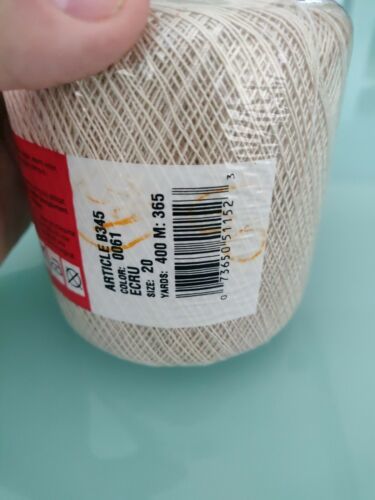 ARTICLE B345
COLOR: 0061
ECRU
SIZE: 20
YARDS: 400 M: 365
0 73650 51152 3